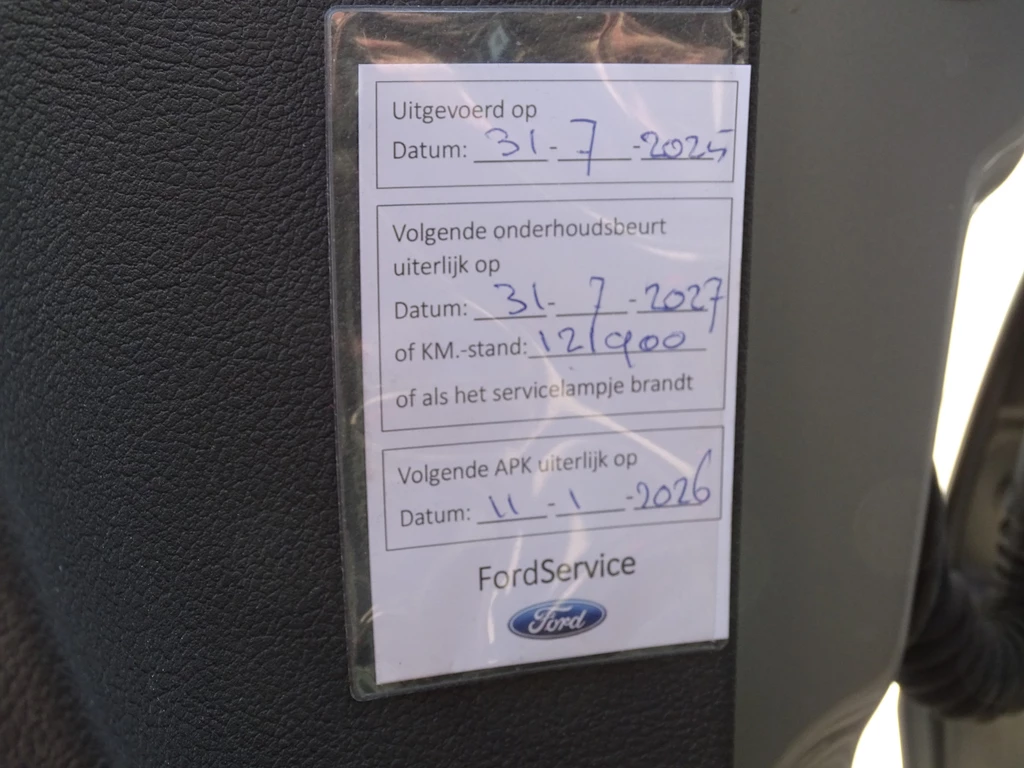 Uitgevoerd op
Datum: 31-7-2025
Volgende onderhoudsbeurt
uiterlijk op
Datum: 31-7-2027
of KM.-stand: 121900
of als het servicelampje brandt
Volgende APK uiterlijk op
Datum: 11-1-2026
FordService
Ford